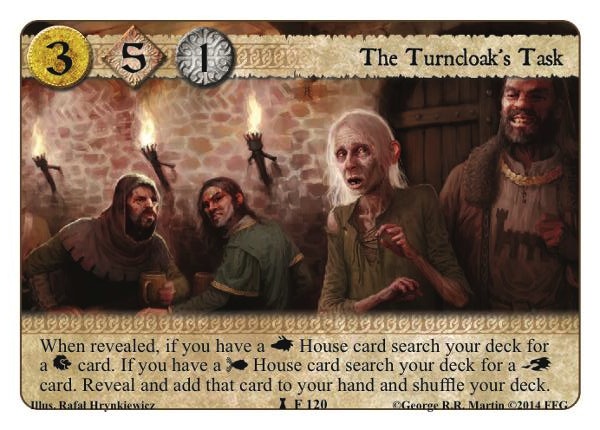 3 5 1 The Turncloak's Task
When revealed, if you have a House card search your deck for
a card. If you have a House card search your deck for a
card. Reveal and add that card to your hand and shuffle your deck.
Illus. Rafal Hrynkiewicz F 120 ©George R.R. Martin ©2014 FFG